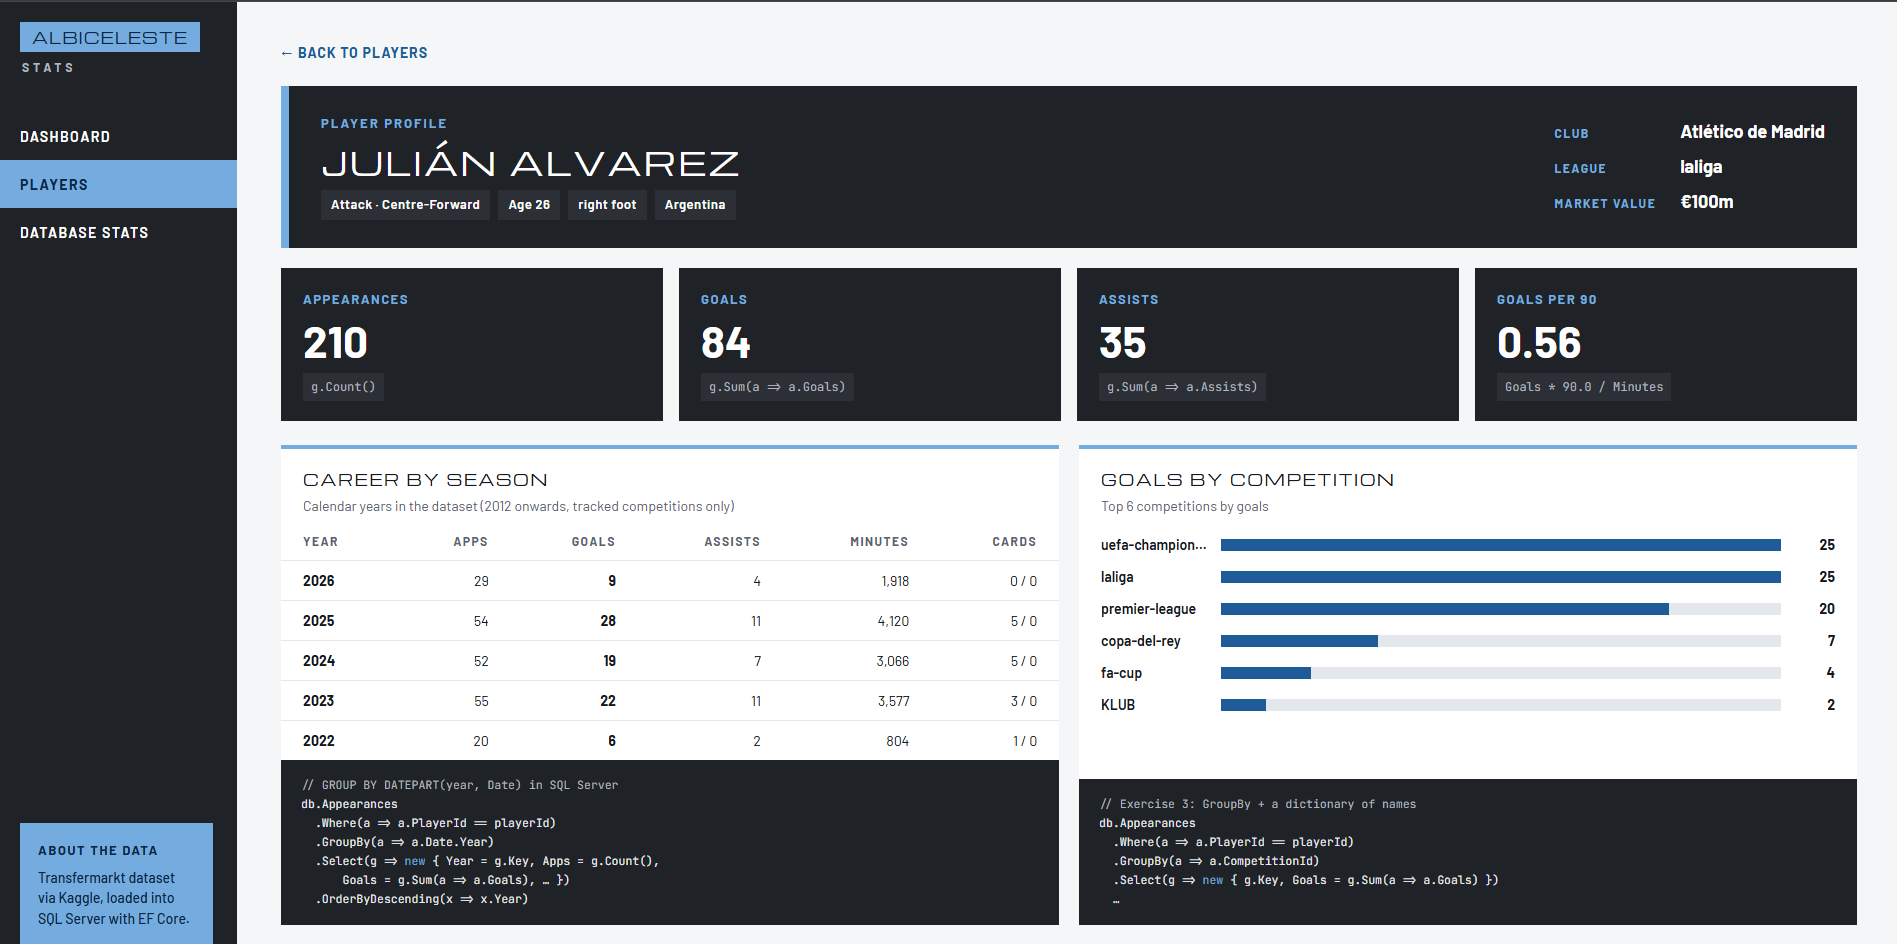 ALBICELESTE
STATS
DASHBOARD
PLAYERS
DATABASE STATS
ABOUT THE DATA
Transfermarkt dataset
via Kaggle, loaded into
SQL Server with EF Core.
← BACK TO PLAYERS
PLAYER PROFILE
JULIÁN ALVAREZ
Attack · Centre-Forward Age 26 right foot Argentina
CLUB Atlético de Madrid
LEAGUE laliga
MARKET VALUE €100m
APPEARANCES
210
g.Count()
GOALS
84
g.Sum(a => a.Goals)
ASSISTS
35
g.Sum(a => a.Assists)
GOALS PER 90
0.56
Goals * 90.0 / Minutes
CAREER BY SEASON
Calendar years in the dataset (2012 onwards, tracked competitions only)
YEAR APPS GOALS ASSISTS MINUTES CARDS
2026 29 9 4 1,918 0 / 0
2025 54 28 11 4,120 5 / 0
2024 52 19 7 3,066 5 / 0
2023 55 22 11 3,577 3 / 0
2022 20 6 2 804 1 / 0
// GROUP BY DATEPART(year, Date) in SQL Server
db.Appearances
.Where(a => a.PlayerId == playerId)
.GroupBy(a => a.Date.Year)
.Select(g => new { Year = g.Key, Apps = g.Count(),
Goals = g.Sum(a => a.Goals), … })
.OrderByDescending(x => x.Year)
GOALS BY COMPETITION
Top 6 competitions by goals
uefa-champion... 25
laliga 25
premier-league 20
copa-del-rey 7
fa-cup 4
KLUB 2
// Exercise 3: GroupBy + a dictionary of names
db.Appearances
.Where(a => a.PlayerId == playerId)
.GroupBy(a => a.CompetitionId)
.Select(g => new { g.Key, Goals = g.Sum(a => a.Goals) })
…